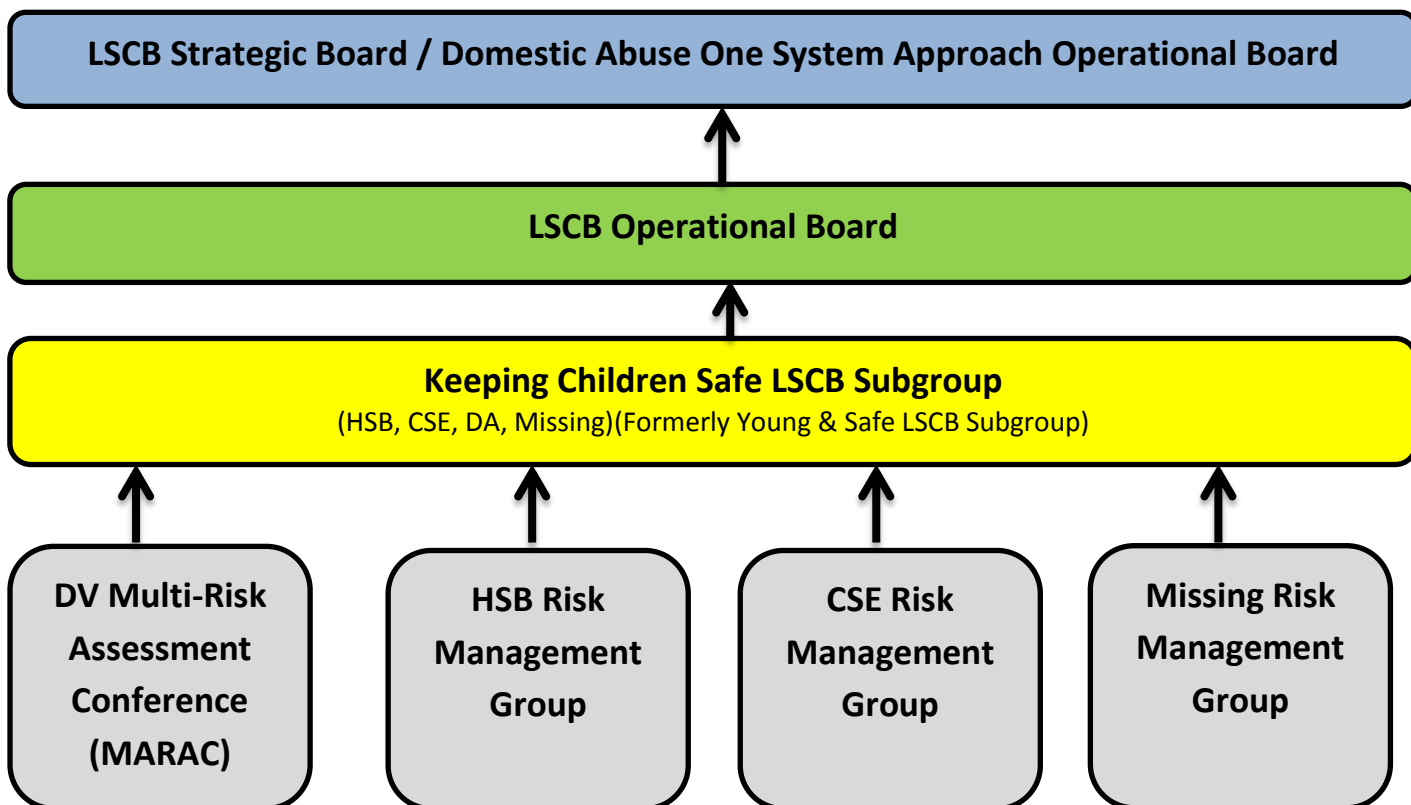 LSCB Strategic Board / Domestic Abuse One System Approach Operational Board
LSCB Operational Board
Keeping Children Safe LSCB Subgroup
(HSB, CSE, DA, Missing)(Formerly Young & Safe LSCB Subgroup)
DV Multi-Risk
Assessment
Conference
(MARAC)
HSB Risk
Management
Group
CSE Risk
Management
Group
Missing Risk
Management
Group